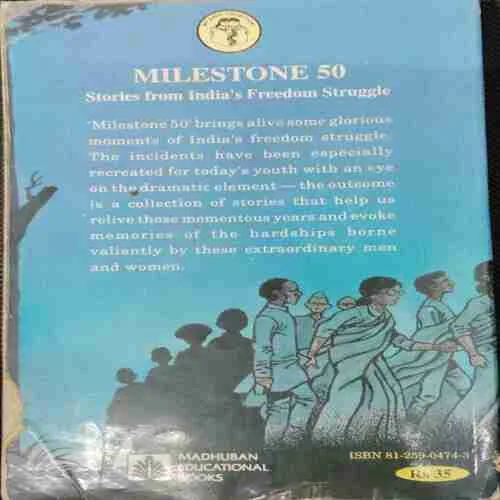 MILESTONE 50
Stories from India's Freedom Struggle
'Milestone 50' brings alive some glorious
moments of India's freedom struggle.
The incidents have been especially
recreated for today's youth with an eye
on the dramatic element — the outcome
is a collection of stories that help us
relive those momentous years and evoke
memories of the hardships borne
valiantly by these extraordinary men
and women.
MADHUBAN
EDUCATIONAL
BOOKS
ISBN 81-259-0474-3
Rs 35